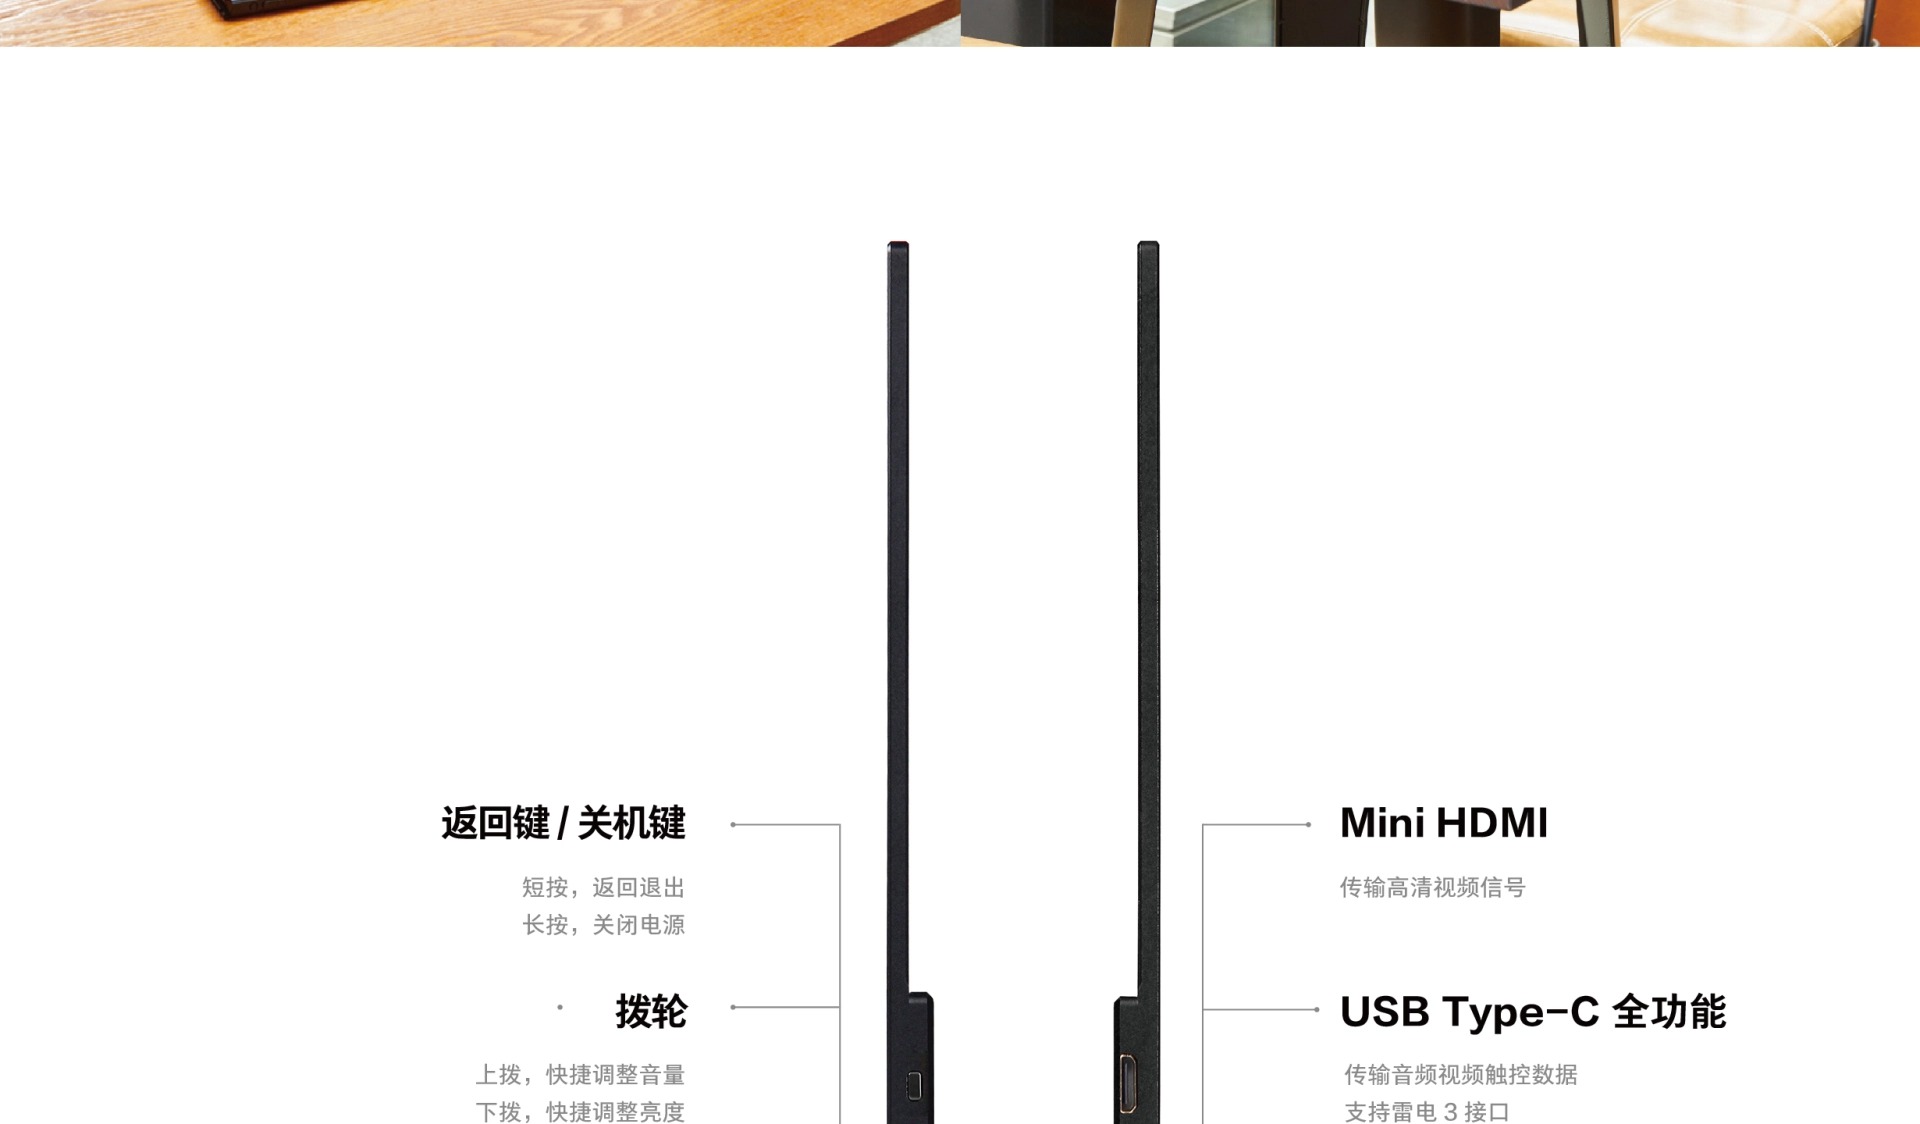 返回键 / 关机键
短按，返回退出
长按，关闭电源
拨轮
上拨，快捷调整音量
下拨，快捷调整亮度
Mini HDMI
传输高清视频信号
USB Type-C 全功能
传输音频视频触控数据
支持雷电 3 接口